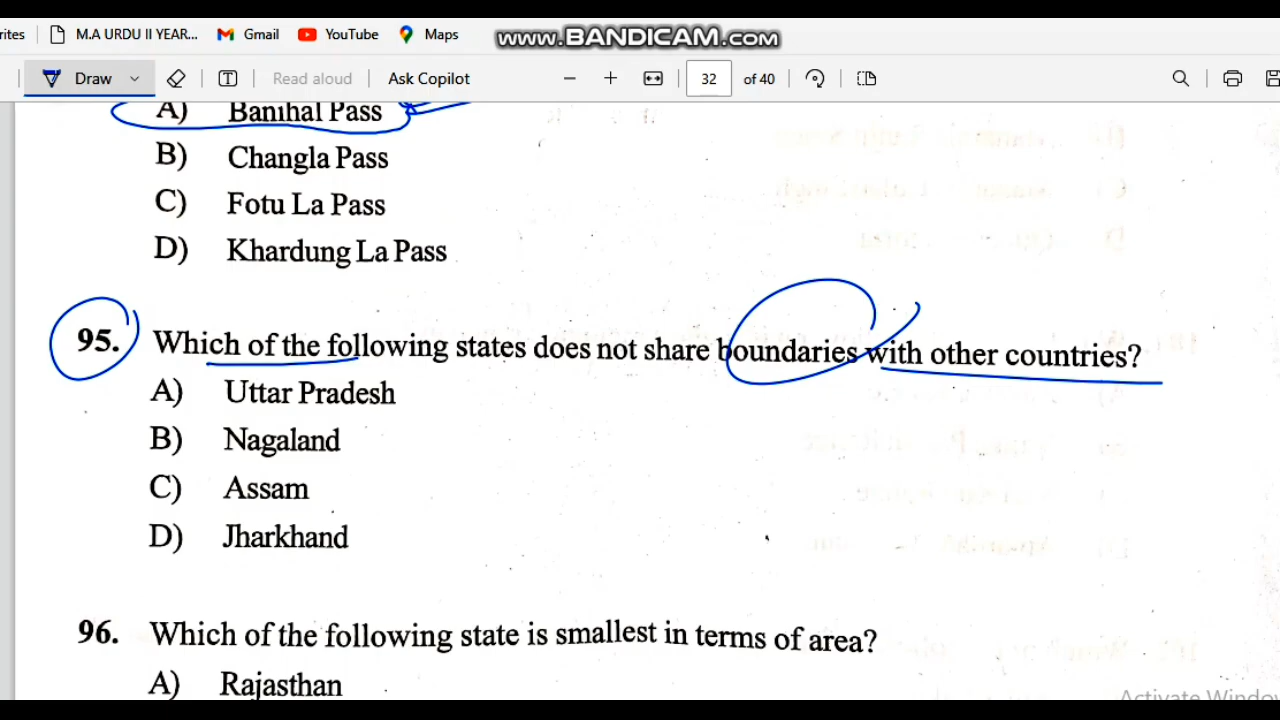 rites M.A URDU II YEAR... Gmail YouTube Maps www.BANDICAM.com
Draw Read aloud Ask Copilot 32 of 40
A) Banihal Pass
B) Changla Pass
C) Fotu La Pass
D) Khardung La Pass
95. Which of the following states does not share boundaries with other countries?
A) Uttar Pradesh
B) Nagaland
C) Assam
D) Jharkhand
96. Which of the following state is smallest in terms of area?
A) Rajasthan
Activate Window